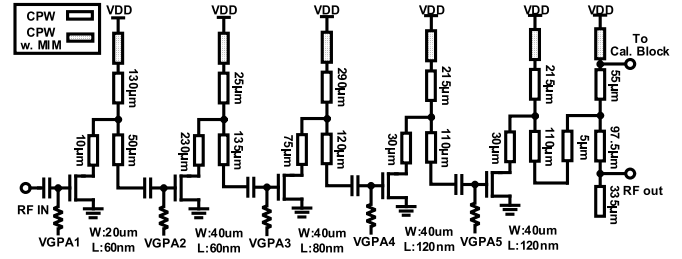 CPW
CPW
w. MIM
VDD VDD VDD VDD VDD VDD
To
Cal. Block
130μm 25μm 290μm 215μm 215μm 55μm
10μm 50μm 230μm 135μm 75μm 120μm 30μm 110μm 30μm 110μm 5μm 97.5μm
RF IN
RF out
335μm
VGPA1 W:20um VGPA2 W:40um VGPA3 W:40um VGPA4 W:40um VGPA5 W:40um
L:60nm L:60nm L:80nm L:120nm L:120nm